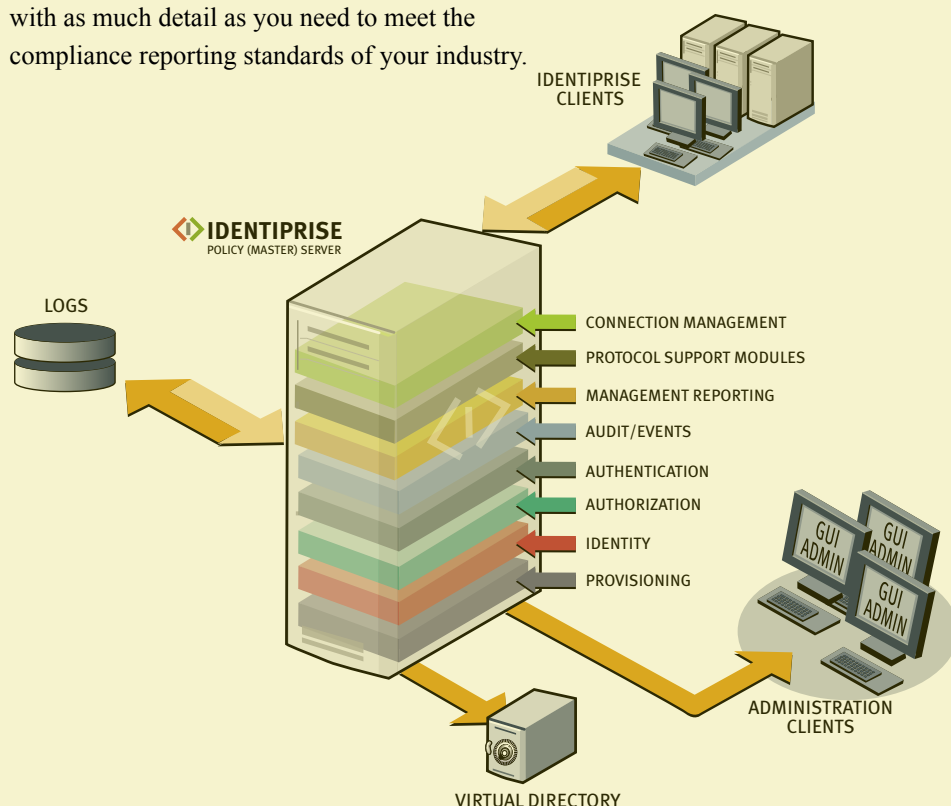 with as much detail as you need to meet the
compliance reporting standards of your industry.
IDENTIPRISE
CLIENTS
IDENTIPRISE
POLICY (MASTER) SERVER
LOGS
CONNECTION MANAGEMENT
PROTOCOL SUPPORT MODULES
MANAGEMENT REPORTING
AUDIT/EVENTS
AUTHENTICATION
AUTHORIZATION
IDENTITY
PROVISIONING
GUI
ADMIN
GUI
ADMIN
GUI
ADMIN
ADMINISTRATION
CLIENTS
VIRTUAL DIRECTORY